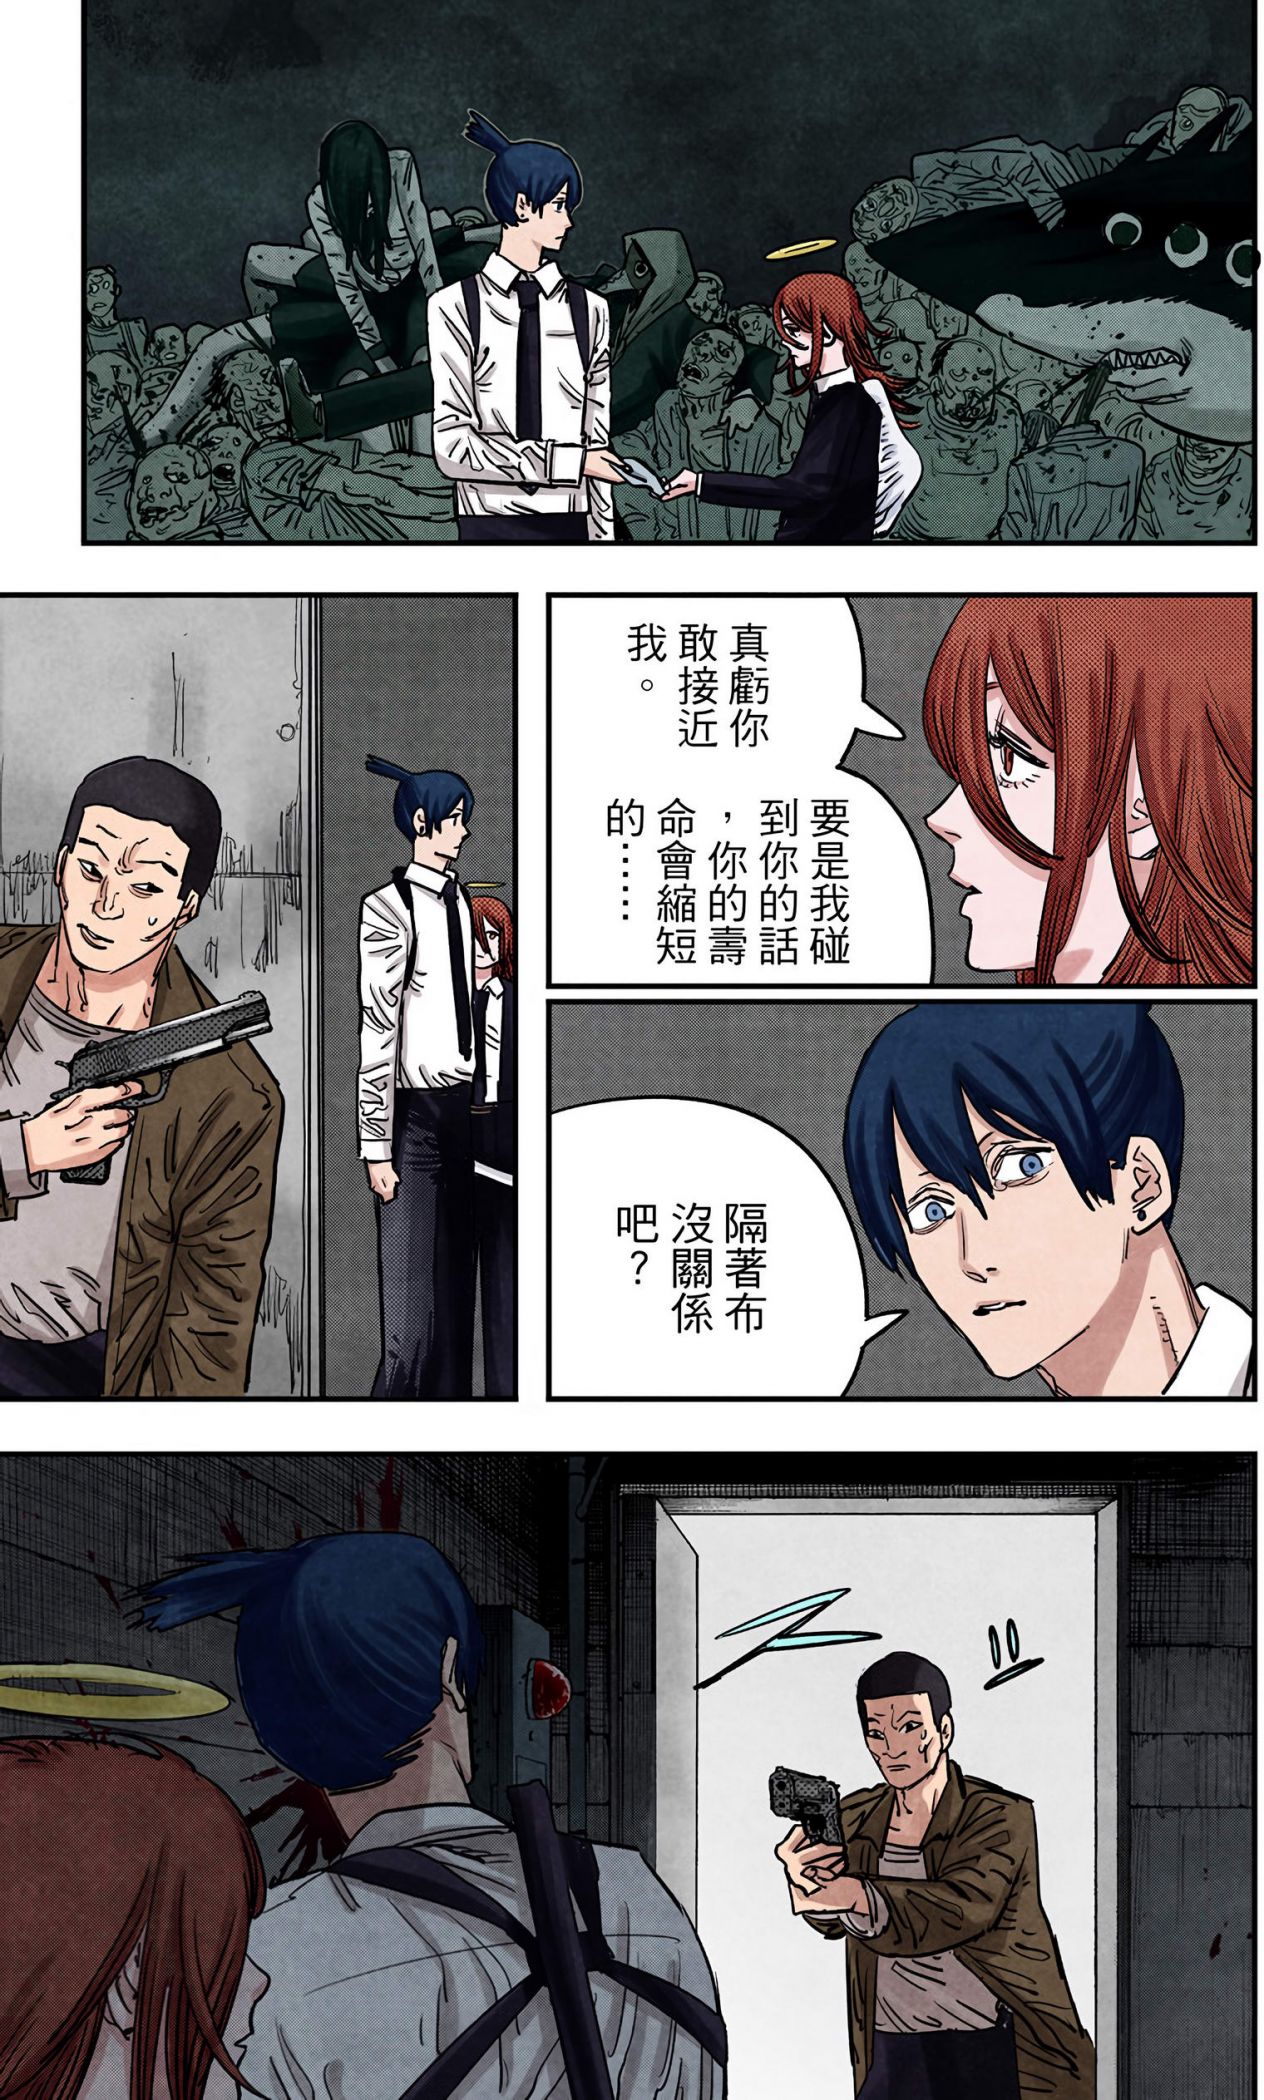 真虧你
敢接近
我。
要是我碰
到你的話
，你的壽
命會縮短
的……
隔著布
沒關係
吧？